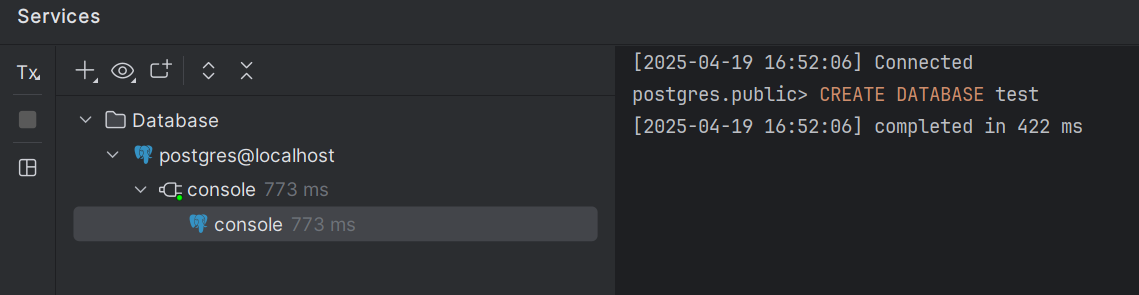 Services
Tx
Database
postgres@localhost
console 773 ms
console 773 ms
[2025-04-19 16:52:06] Connected
postgres.public> CREATE DATABASE test
[2025-04-19 16:52:06] completed in 422 ms